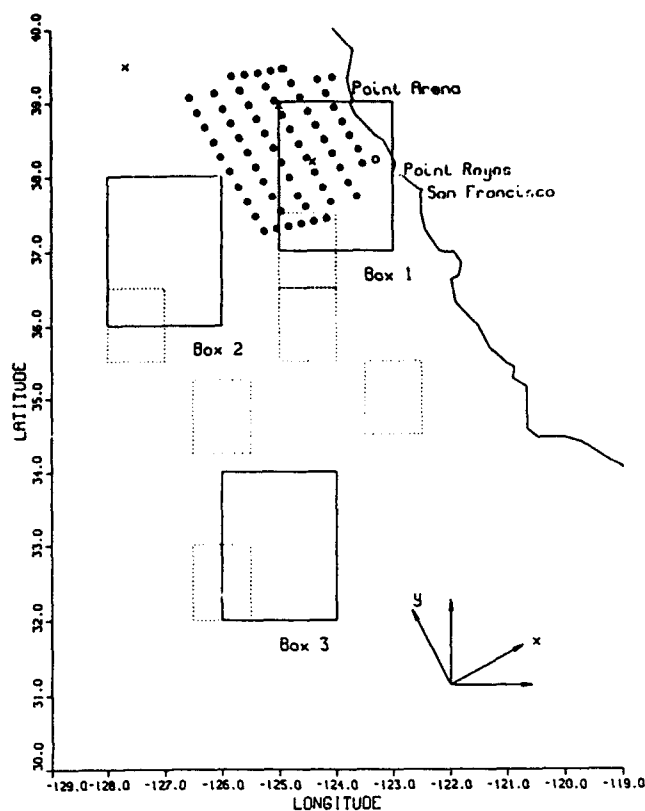 40.0
39.0
38.0
37.0
36.0
35.0
34.0
33.0
32.0
31.0
30.0
LATITUDE
x
Point Arena
x
x
Point Rayas
San Francisco
Box 1
Box 2
Box 3
y
x
-129.0 -128.0 -127.0 -126.0 -125.0 -124.0 -123.0 -122.0 -121.0 -120.0 -119.0
LONGITUDE